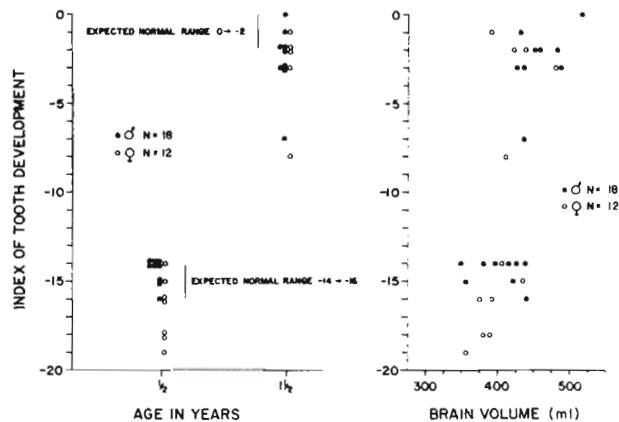 INDEX OF TOOTH DEVELOPMENT
0
-5
-10
-15
-20
EXPECTED NORMAL RANGE 0→ -2
♂ N = 18
♀ N = 12
EXPECTED NORMAL RANGE -14→ -16
½
1½
AGE IN YEARS
0
-5
-10
-15
-20
♂ N = 18
♀ N = 12
300
400
500
BRAIN VOLUME (ml)